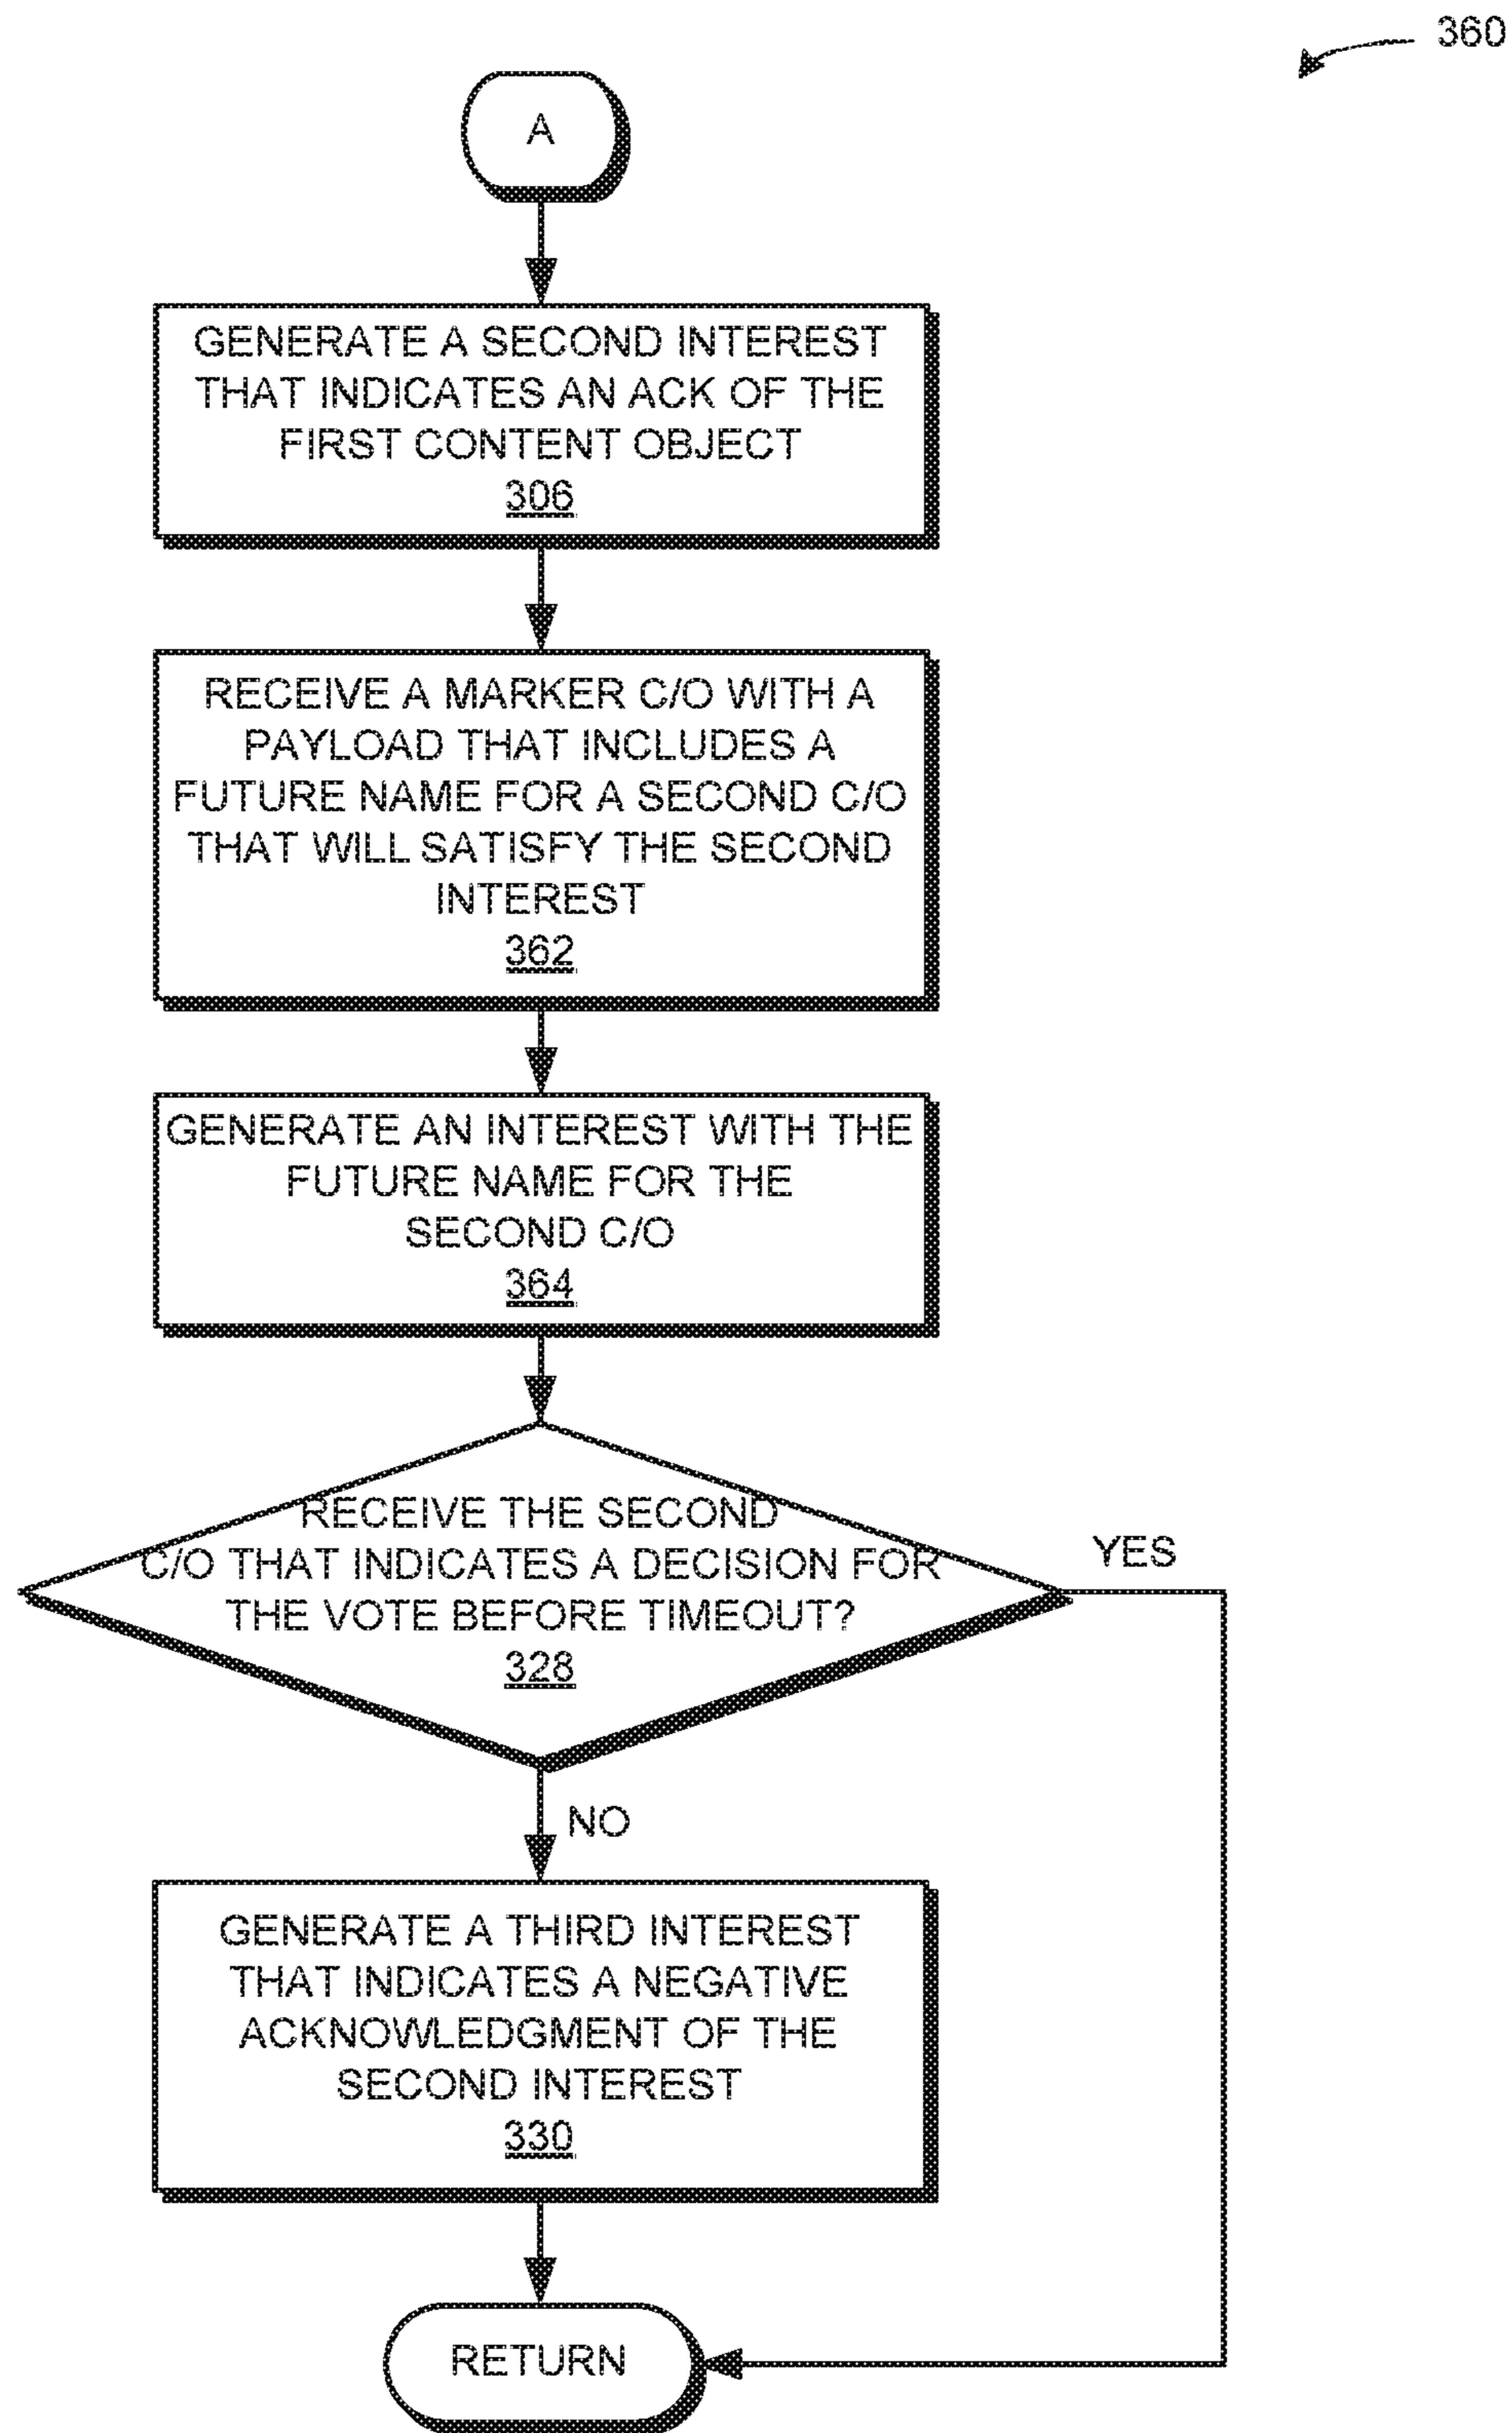 360
A
GENERATE A SECOND INTEREST
THAT INDICATES AN ACK OF THE
FIRST CONTENT OBJECT
306
RECEIVE A MARKER C/O WITH A
PAYLOAD THAT INCLUDES A
FUTURE NAME FOR A SECOND C/O
THAT WILL SATISFY THE SECOND
INTEREST
362
GENERATE AN INTEREST WITH THE
FUTURE NAME FOR THE
SECOND C/O
364
RECEIVE THE SECOND
C/O THAT INDICATES A DECISION FOR
THE VOTE BEFORE TIMEOUT?
328
YES
NO
GENERATE A THIRD INTEREST
THAT INDICATES A NEGATIVE
ACKNOWLEDGMENT OF THE
SECOND INTEREST
330
RETURN